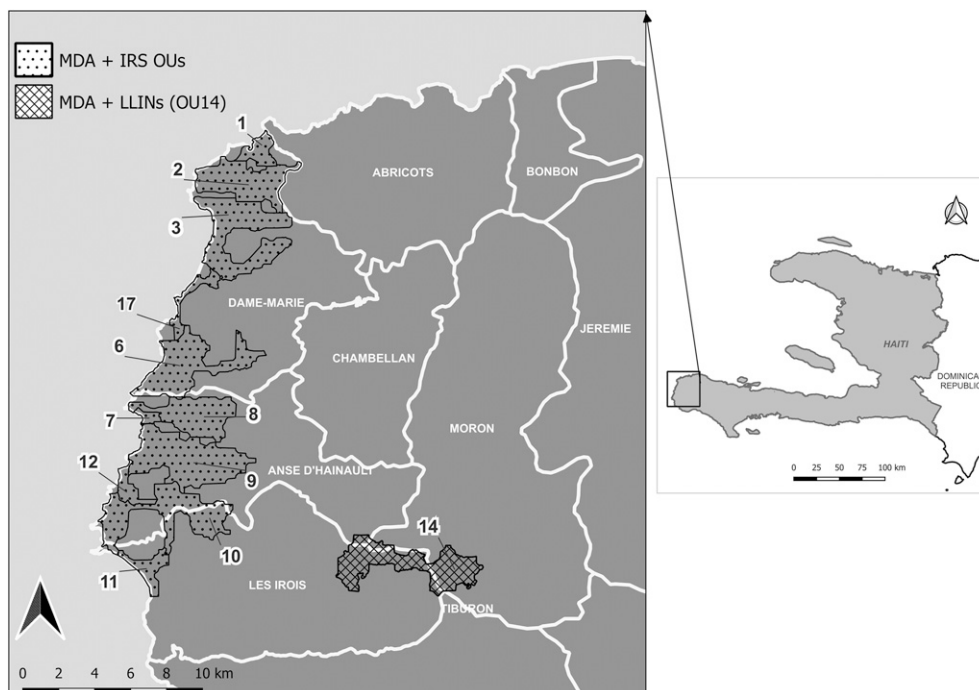 MDA + IRS OUs
MDA + LLINs (OU14)
1
2
3
17
6
7
8
12
9
10
11
14
ABRICOTS
BONBON
DAME-MARIE
CHAMBELLAN
JEREMIE
MORON
ANSE D'HAINAULT
LES IROIS
TIBURON
0 2 4 6 8 10 km
HAITI
DOMINICA
REPUBLIC
0 25 50 75 100 km